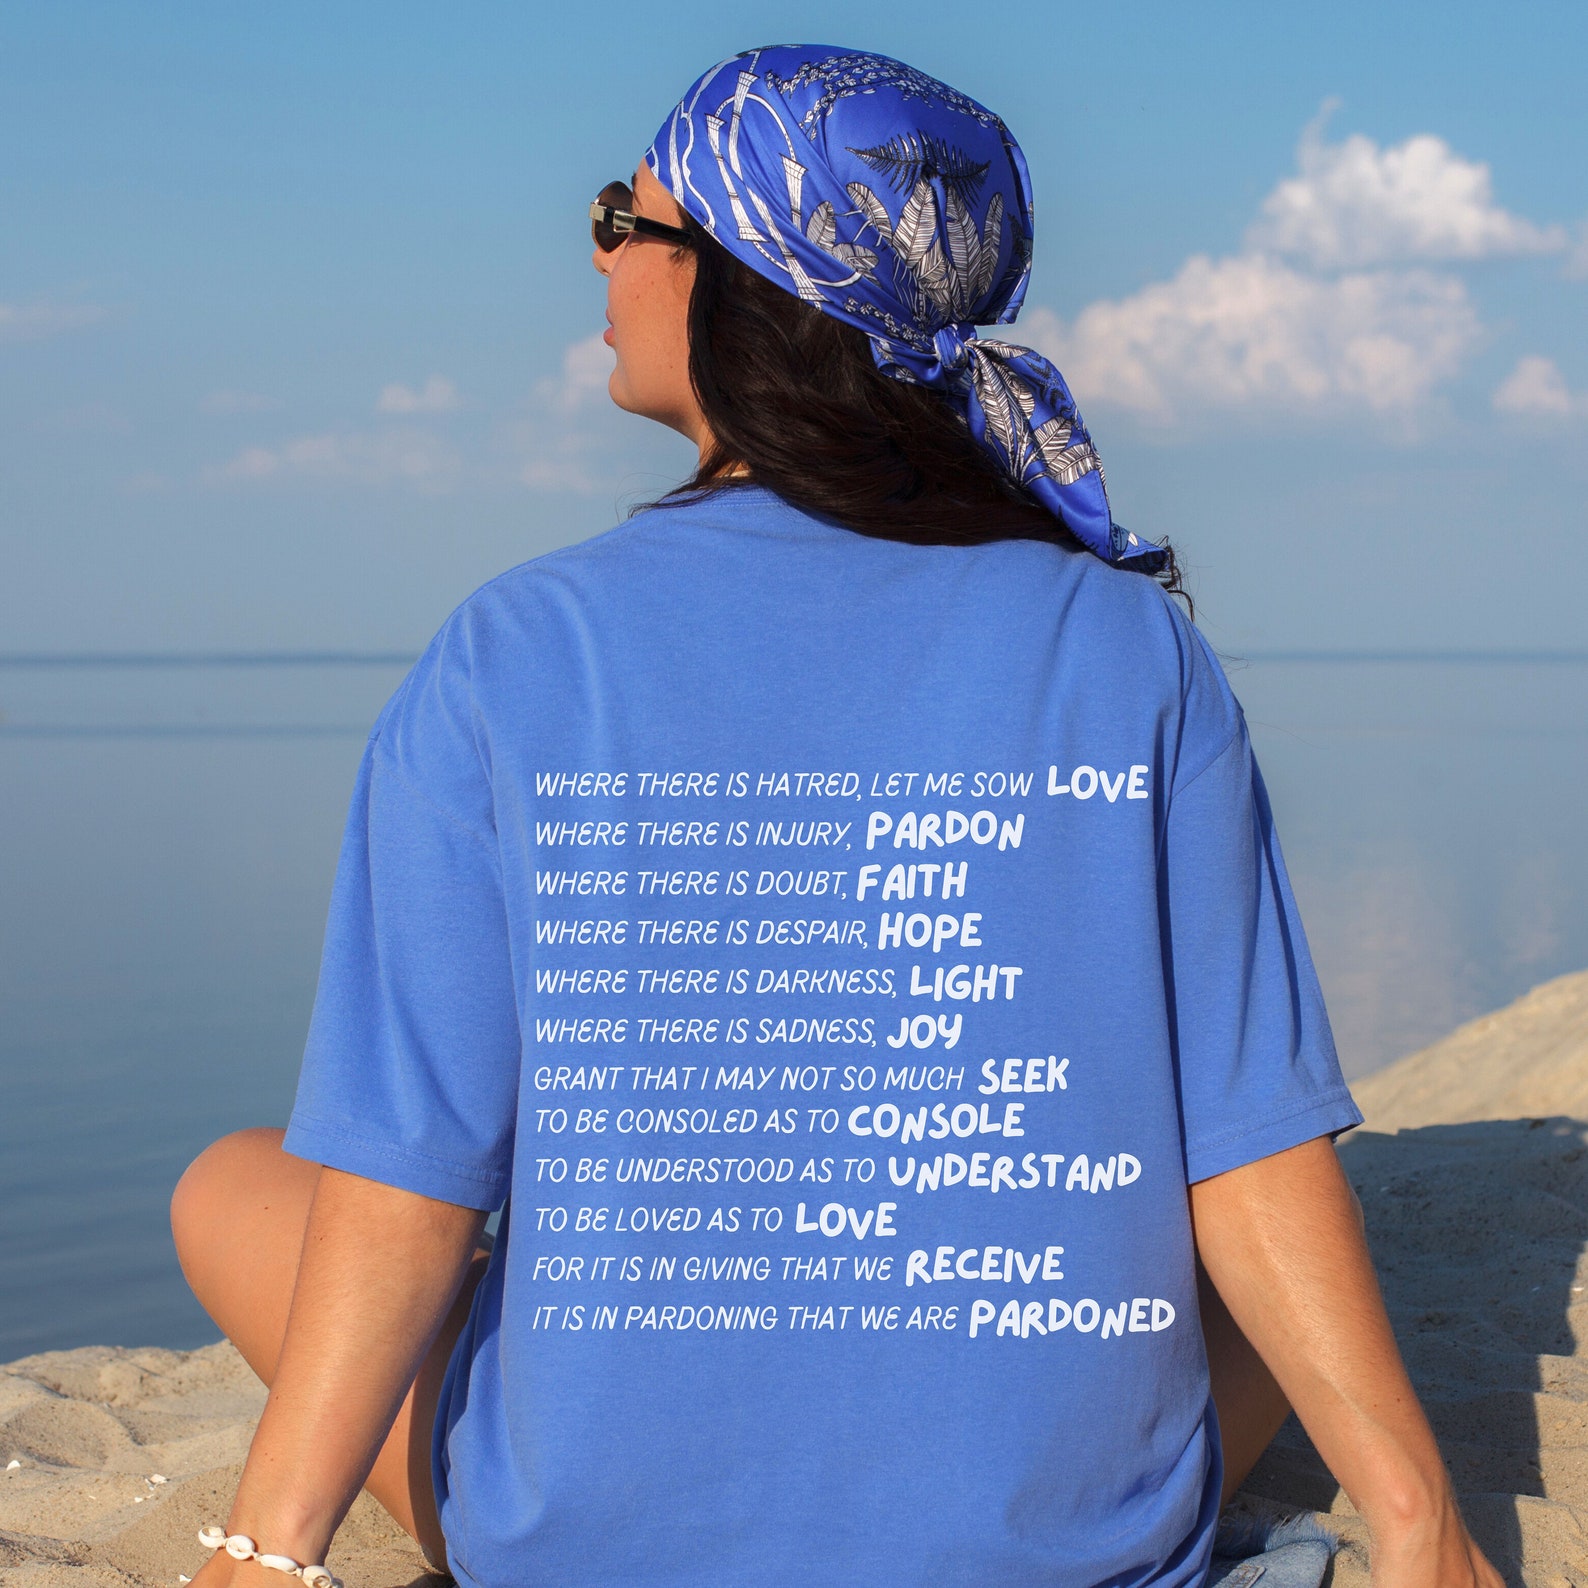 WHERE THERE IS HATRED, LET ME SOW LOVE
WHERE THERE IS INJURY, PARDON
WHERE THERE IS DOUBT, FAITH
WHERE THERE IS DESPAIR, HOPE
WHERE THERE IS DARKNESS, LIGHT
WHERE THERE IS SADNESS, JOY
GRANT THAT I MAY NOT SO MUCH SEEK
TO BE CONSOLED AS TO CONSOLE
TO BE UNDERSTOOD AS TO UNDERSTAND
TO BE LOVED AS TO LOVE
FOR IT IS IN GIVING THAT WE RECEIVE
IT IS IN PARDONING THAT WE ARE PARDONED